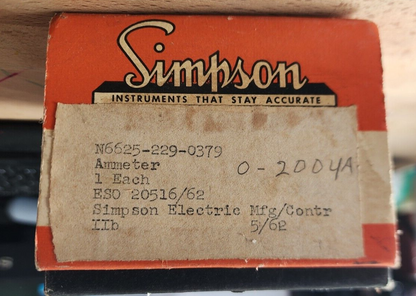 Simpson
INSTRUMENTS THAT STAY ACCURATE
N6625-229-0379
Ammeter
0-200UA
1 Each
ESO 20516/62
Simpson Electric Mfg/Contr
IIb 5/62